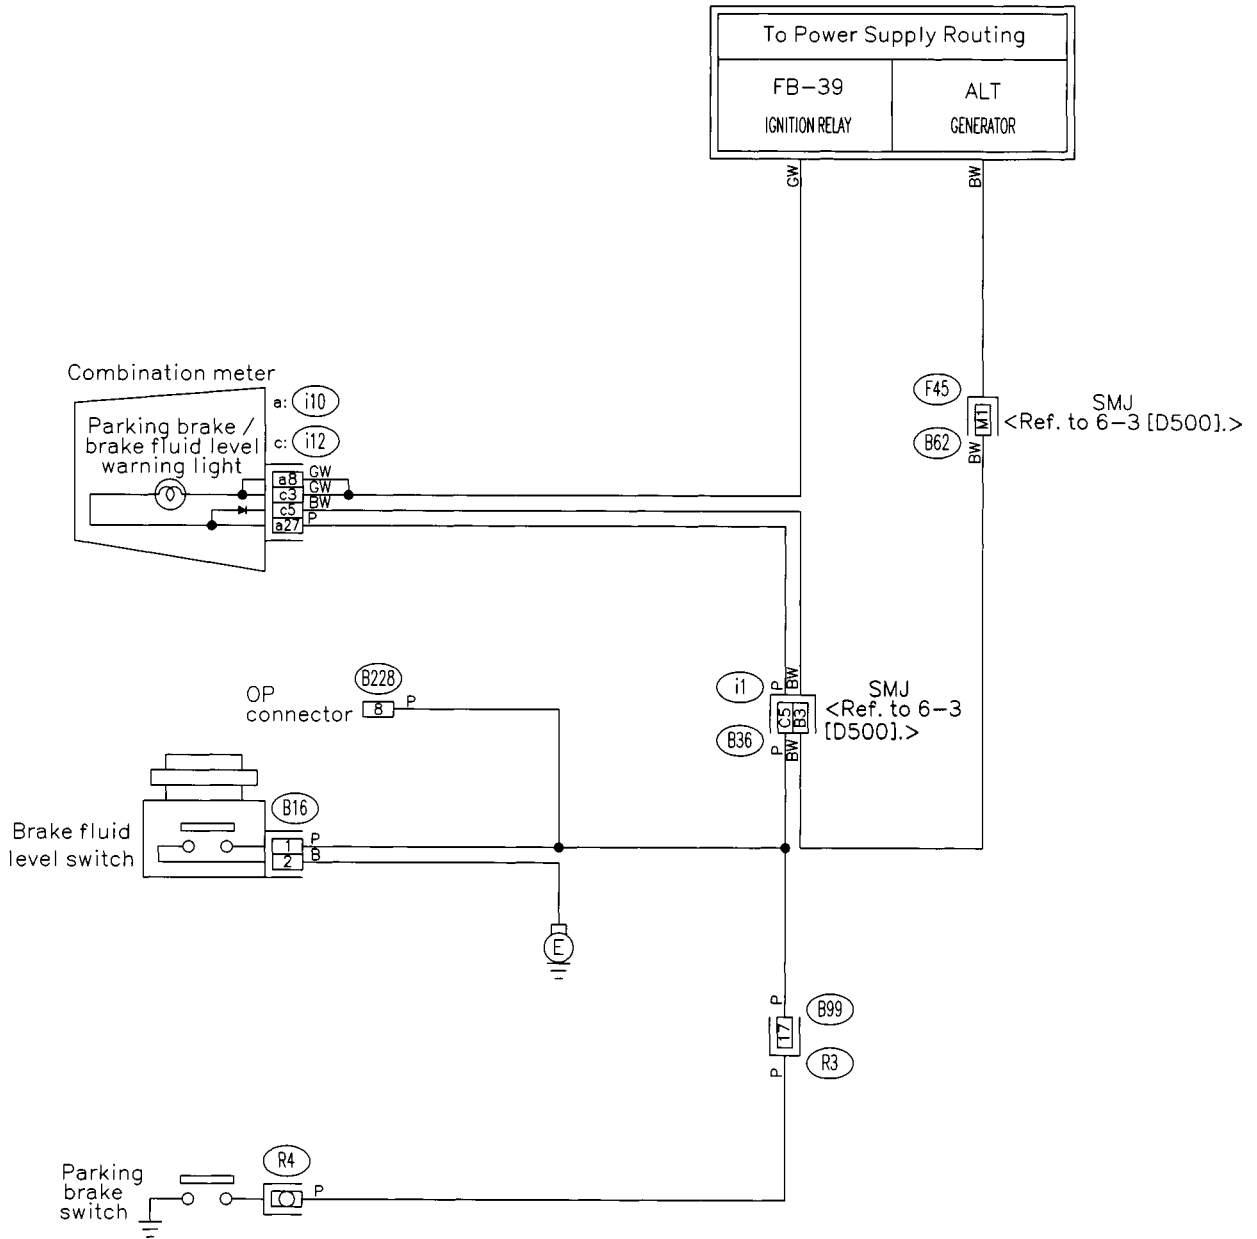 To Power Supply Routing
FB-39
IGNITION RELAY
ALT
GENERATOR
GW
BW
Combination meter
a: i10
c: i12
Parking brake /
brake fluid level
warning light
a8 GW
c3 GW
c5 BW
a27 P
F45
M1
B62
BW
SMJ
<Ref. to 6-3 [D500].>
OP
connector
B228
8 P
i1
P BW
C5 B3
B36
P BW
SMJ
<Ref. to 6-3
[D500].>
Brake fluid
level switch
B16
1 P
2 B
E
P
B99
17
R3
P
Parking
brake
switch
R4
P